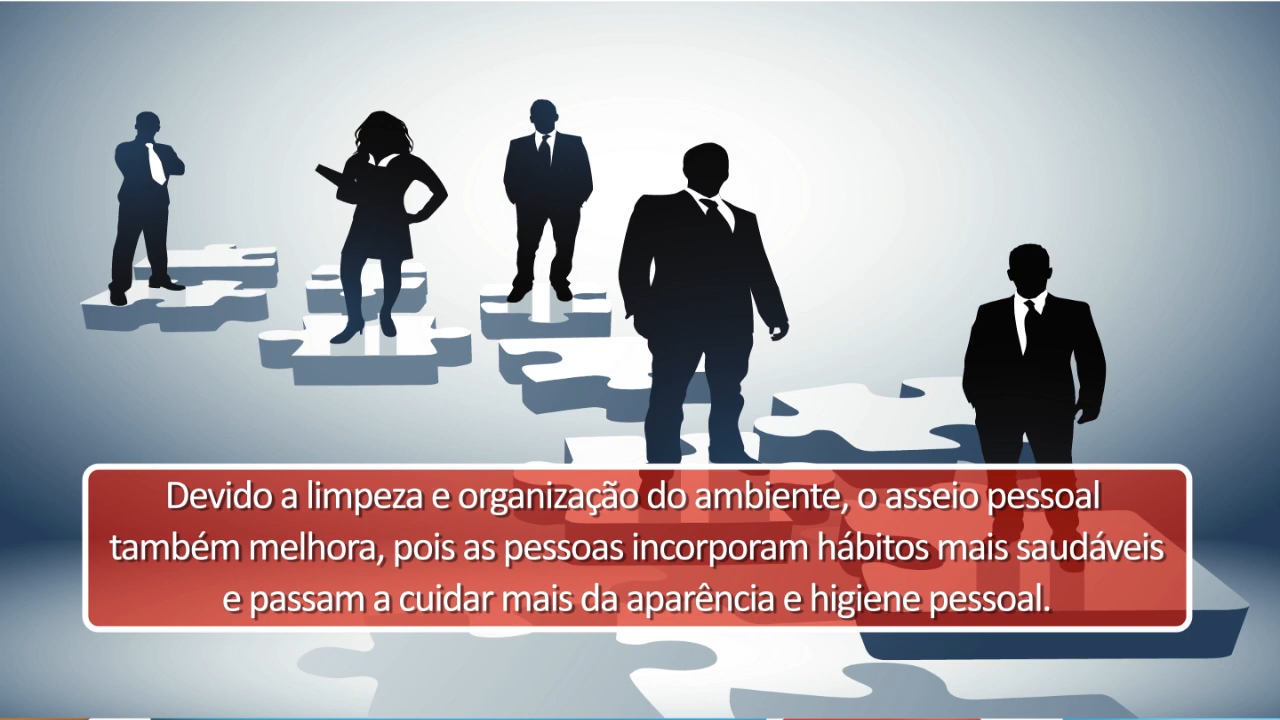 Devido a limpeza e organização do ambiente, o asseio pessoal
também melhora, pois as pessoas incorporam hábitos mais saudáveis
e passam a cuidar mais da aparência e higiene pessoal.